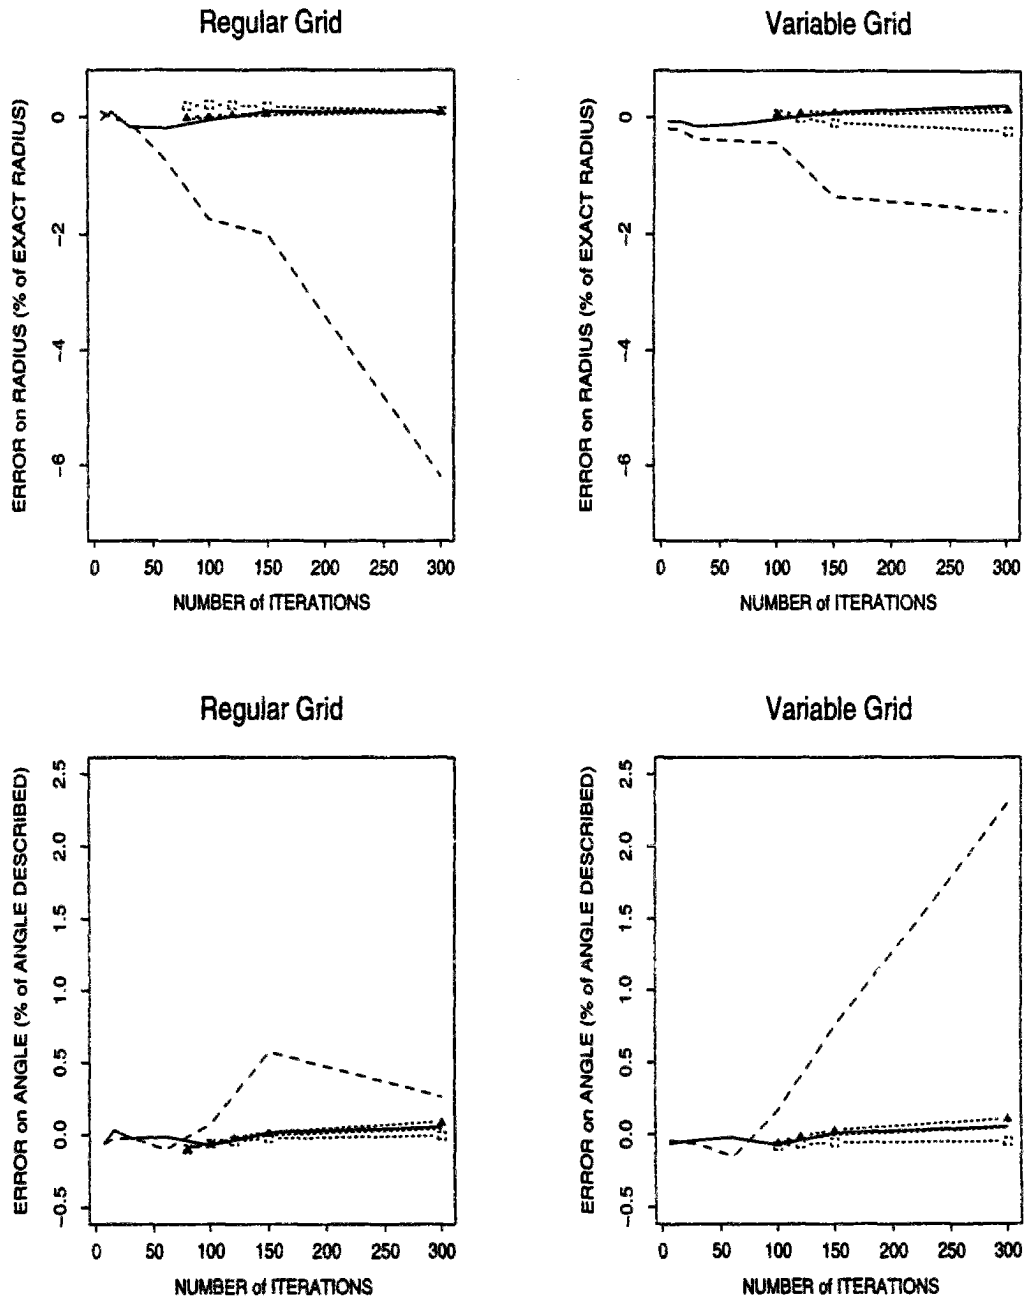 Regular Grid
ERROR on RADIUS (% of EXACT RADIUS)
0
-2
-4
-6
0 50 100 150 200 250 300
NUMBER of ITERATIONS
Variable Grid
ERROR on RADIUS (% of EXACT RADIUS)
0
-2
-4
-6
0 50 100 150 200 250 300
NUMBER of ITERATIONS
Regular Grid
ERROR on ANGLE (% of ANGLE DESCRIBED)
2.5
2.0
1.5
1.0
0.5
0.0
-0.5
0 50 100 150 200 250 300
NUMBER of ITERATIONS
Variable Grid
ERROR on ANGLE (% of ANGLE DESCRIBED)
2.5
2.0
1.5
1.0
0.5
0.0
-0.5
0 50 100 150 200 250 300
NUMBER of ITERATIONS